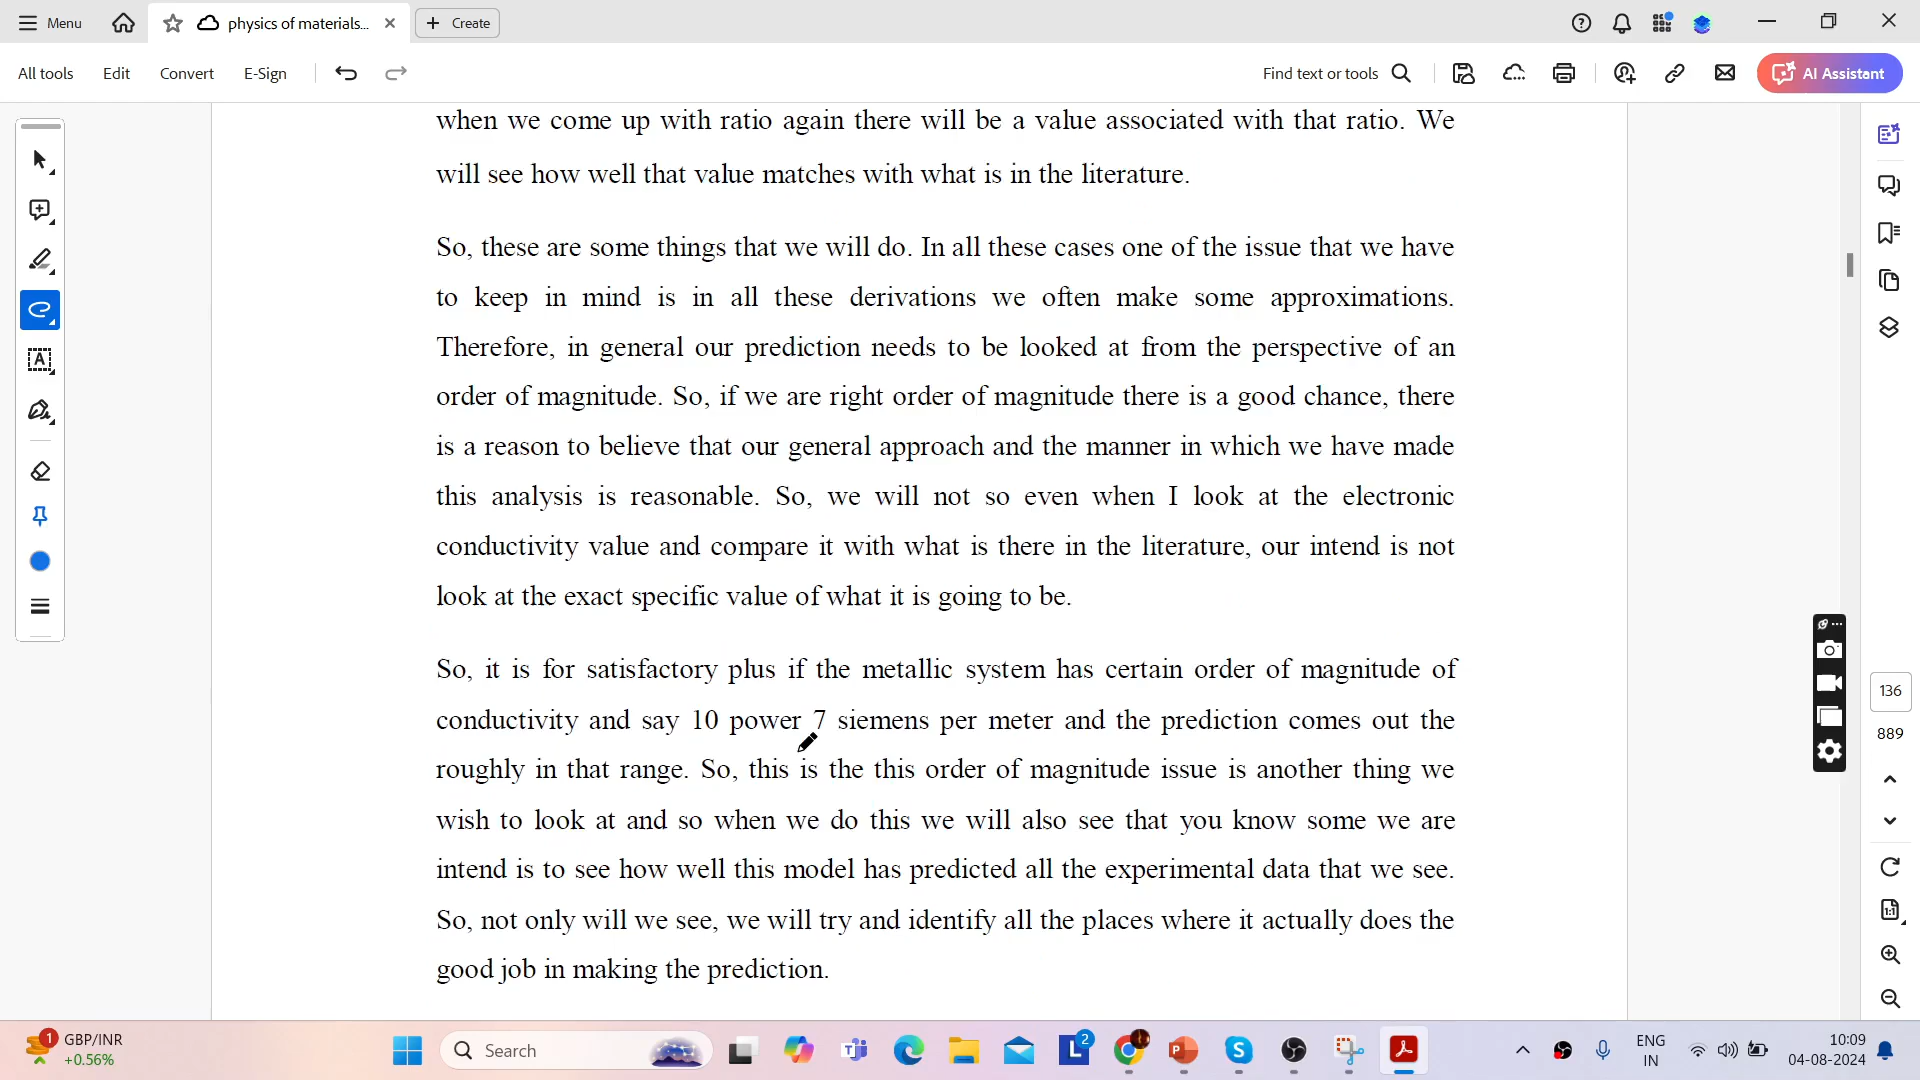 Menu
physics of materials...
Create
All tools
Edit
Convert
E-Sign
Find text or tools
AI Assistant
when we come up with ratio again there will be a value associated with that ratio. We
will see how well that value matches with what is in the literature.
So, these are some things that we will do. In all these cases one of the issue that we have
to keep in mind is in all these derivations we often make some approximations.
Therefore, in general our prediction needs to be looked at from the perspective of an
order of magnitude. So, if we are right order of magnitude there is a good chance, there
is a reason to believe that our general approach and the manner in which we have made
this analysis is reasonable. So, we will not so even when I look at the electronic
conductivity value and compare it with what is there in the literature, our intend is not
look at the exact specific value of what it is going to be.
So, it is for satisfactory plus if the metallic system has certain order of magnitude of
conductivity and say 10 power 7 siemens per meter and the prediction comes out the
roughly in that range. So, this is the this order of magnitude issue is another thing we
wish to look at and so when we do this we will also see that you know some we are
intend is to see how well this model has predicted all the experimental data that we see.
So, not only will we see, we will try and identify all the places where it actually does the
good job in making the prediction.
136
889
1
GBP/INR
+0.56%
Search
2
ENG
IN
10:09
04-08-2024